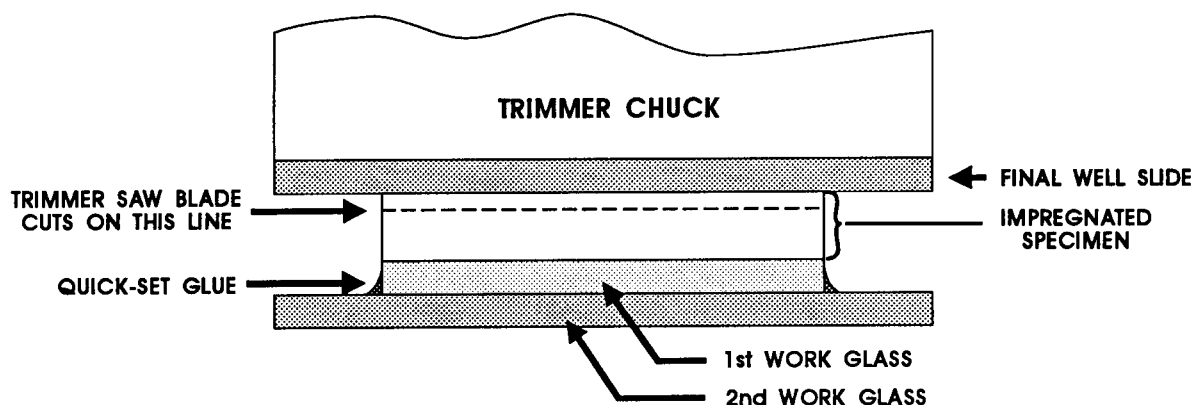 TRIMMER CHUCK
FINAL WELL SLIDE
TRIMMER SAW BLADE
CUTS ON THIS LINE
IMPREGNATED
SPECIMEN
QUICK-SET GLUE
1st WORK GLASS
2nd WORK GLASS